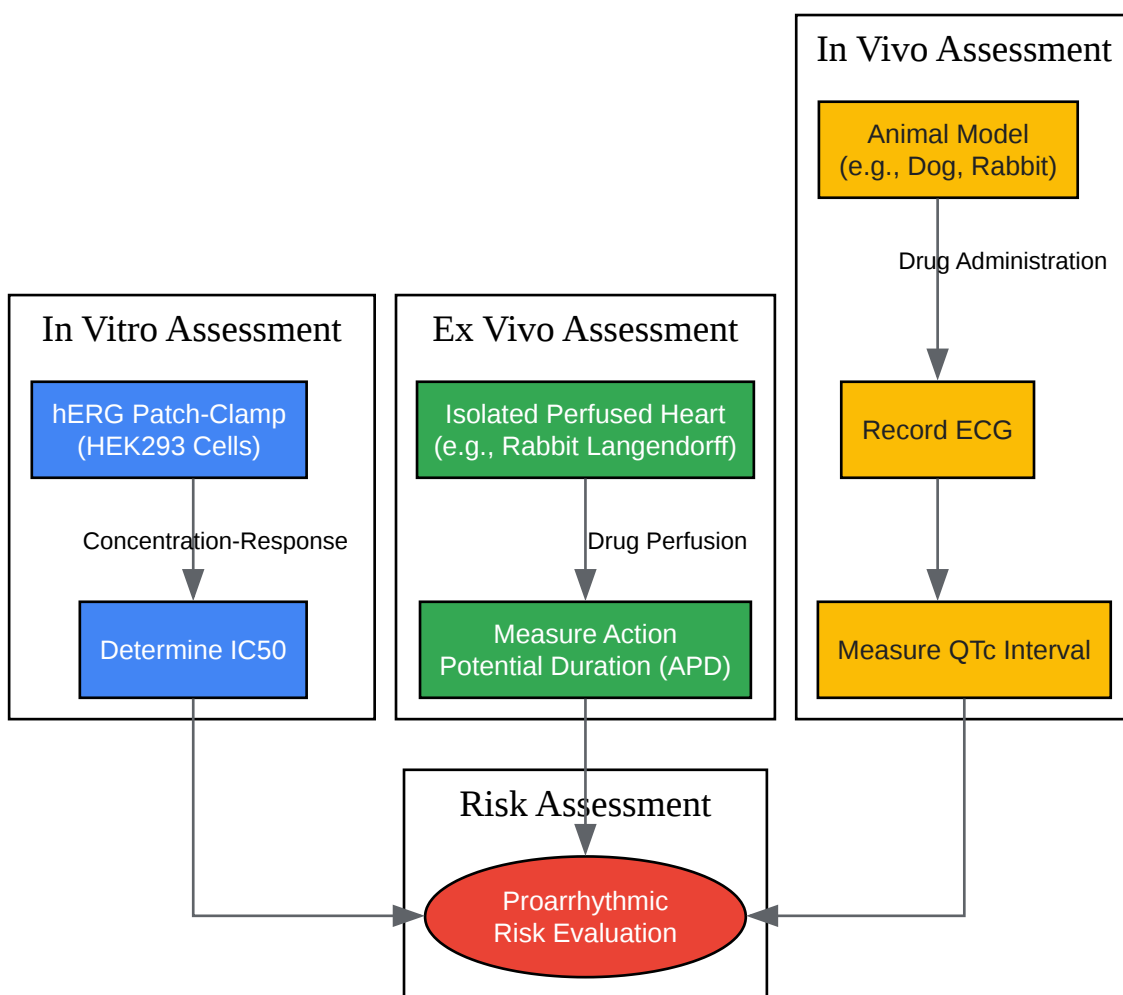 In Vivo Assessment
Animal Model
(e.g., Dog, Rabbit)
Drug Administration
Record ECG
Measure QTc Interval
In Vitro Assessment
hERG Patch-Clamp
(HEK293 Cells)
Concentration-Response
Determine IC50
Ex Vivo Assessment
Isolated Perfused Heart
(e.g., Rabbit Langendorff)
Drug Perfusion
Measure Action
Potential Duration (APD)
Risk Assessment
Proarrhythmic
Risk Evaluation